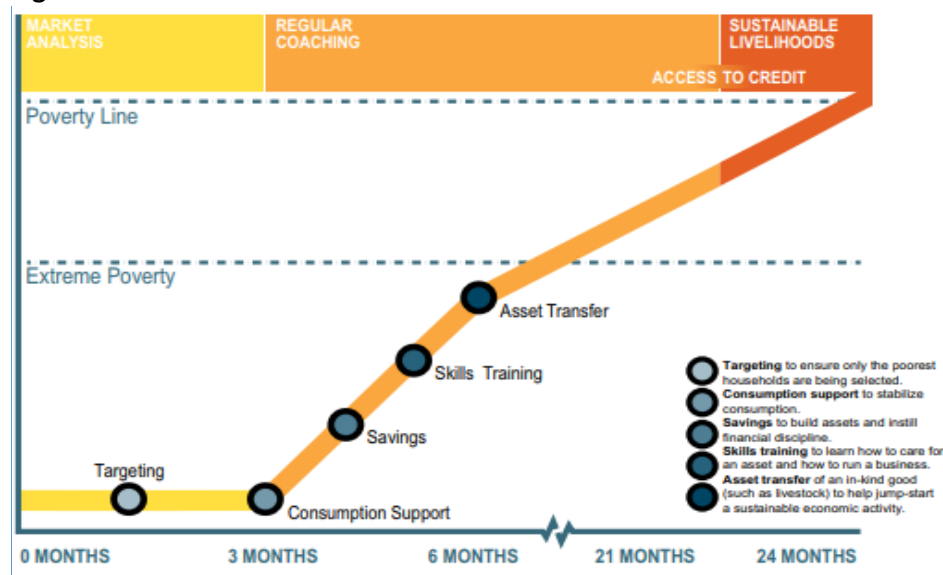 MARKET
ANALYSIS
REGULAR
COACHING
SUSTAINABLE
LIVELIHOODS
ACCESS TO CREDIT
Poverty Line
Extreme Poverty
Asset Transfer
Skills Training
Savings
Targeting
Consumption Support
Targeting to ensure only the poorest
households are being selected.
Consumption support to stabilize
consumption.
Savings to build assets and instill
financial discipline.
Skills training to learn how to care for
an asset and how to run a business.
Asset transfer of an in-kind good
(such as livestock) to help jump-start
a sustainable economic activity.
0 MONTHS
3 MONTHS
6 MONTHS
21 MONTHS
24 MONTHS